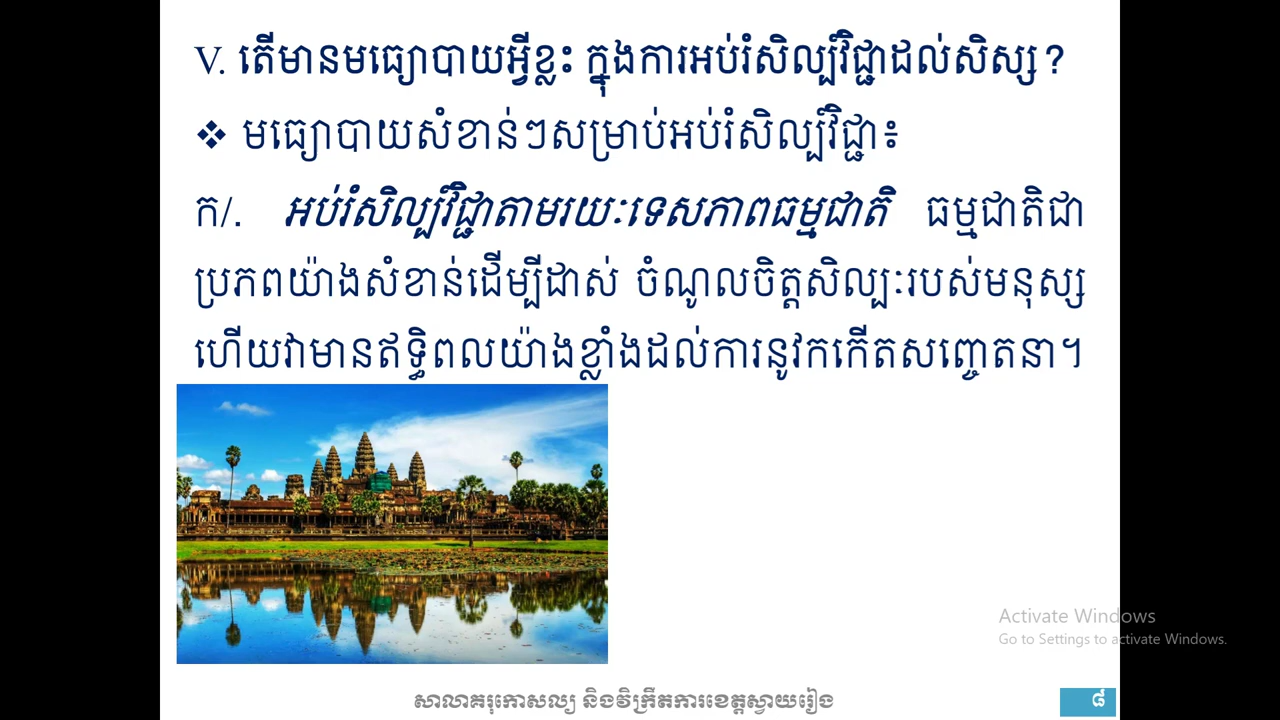 V. តើមានមធ្យោបាយអ្វីខ្លះ ក្នុងការអប់រំសិល្ប៍វិជ្ជាដល់សិស្ស?
❖ មធ្យោបាយសំខាន់ៗសម្រាប់អប់រំសិល្ប៍វិជ្ជា៖
ក/. អប់រំសិល្ប៍វិជ្ជាតាមរយៈទេសភាពធម្មជាតិ ធម្មជាតិជា
ប្រភពយ៉ាងសំខាន់ដើម្បីដាស់ ចំណូលចិត្តសិល្បៈរបស់មនុស្ស
ហើយវាមានឥទ្ធិពលយ៉ាងខ្លាំងដល់ការនូវកកើតសញ្ចេតនា។
Activate Windows
Go to Settings to activate Windows.
សាលាគរុកោសល្យ និងវិក្រឹតការខេត្តស្វាយរៀង
៨